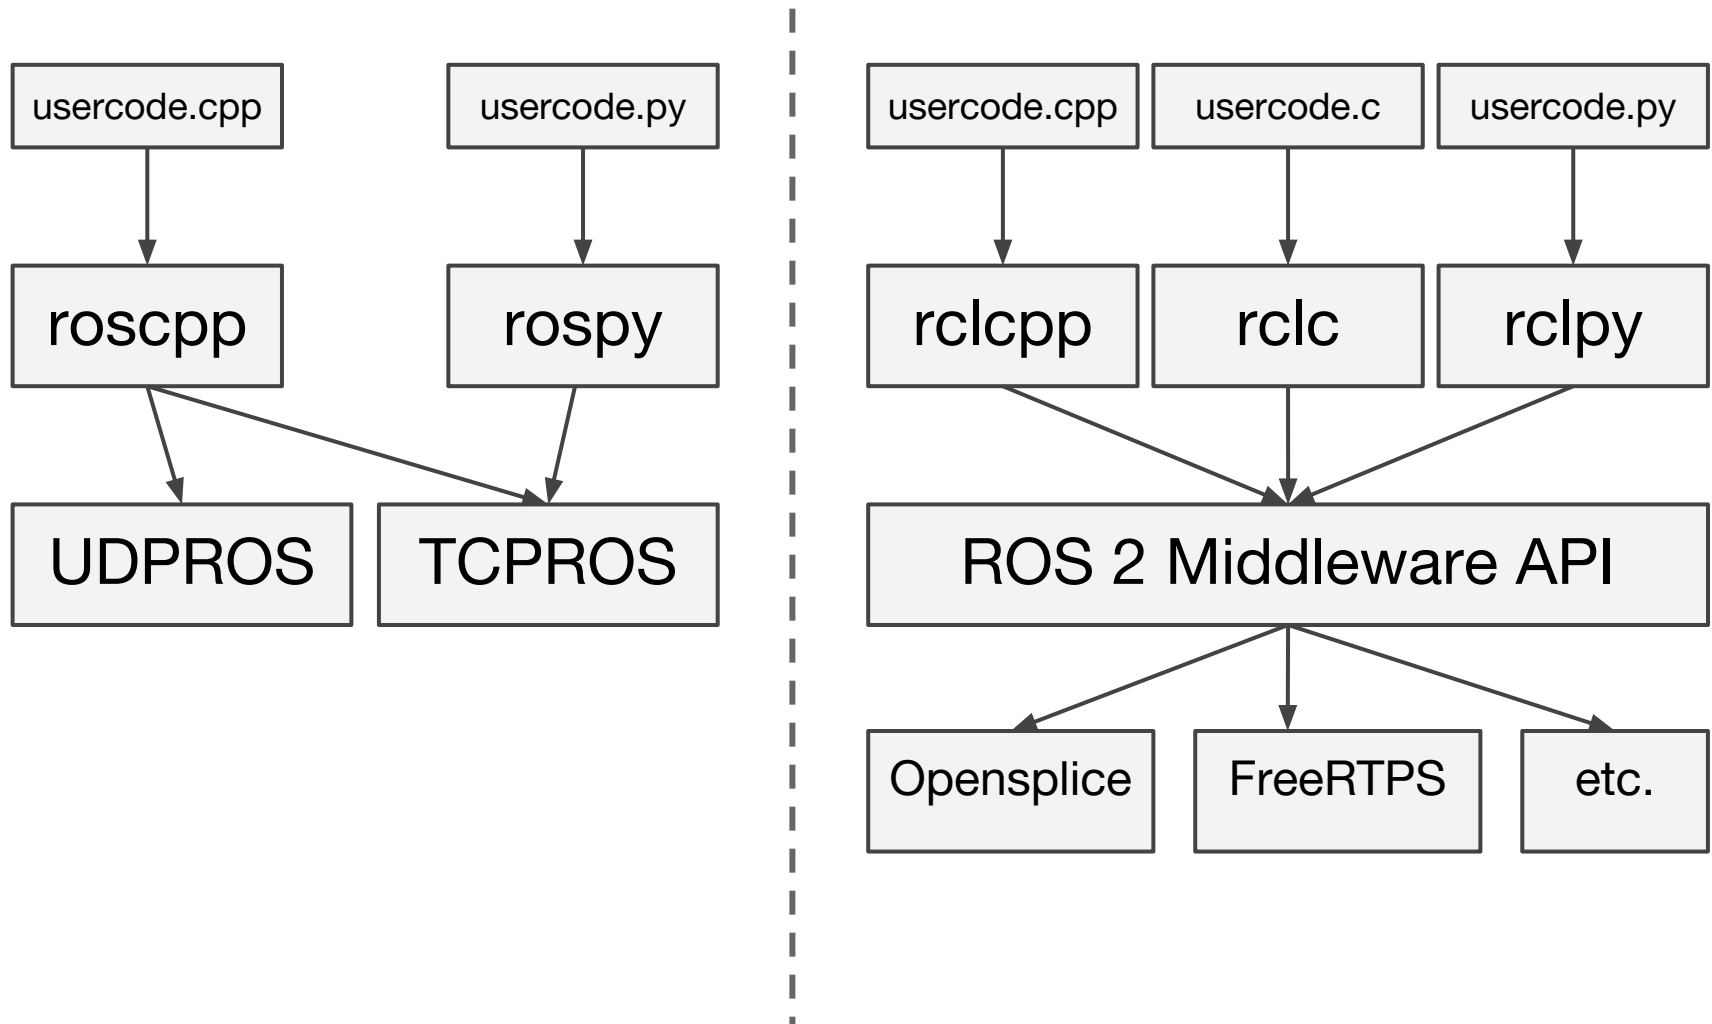 usercode.cpp
usercode.py
roscpp
rospy
UDPROS
TCPROS
usercode.cpp
usercode.c
usercode.py
rclcpp
rclc
rclpy
ROS 2 Middleware API
Opensplice
FreeRTPS
etc.